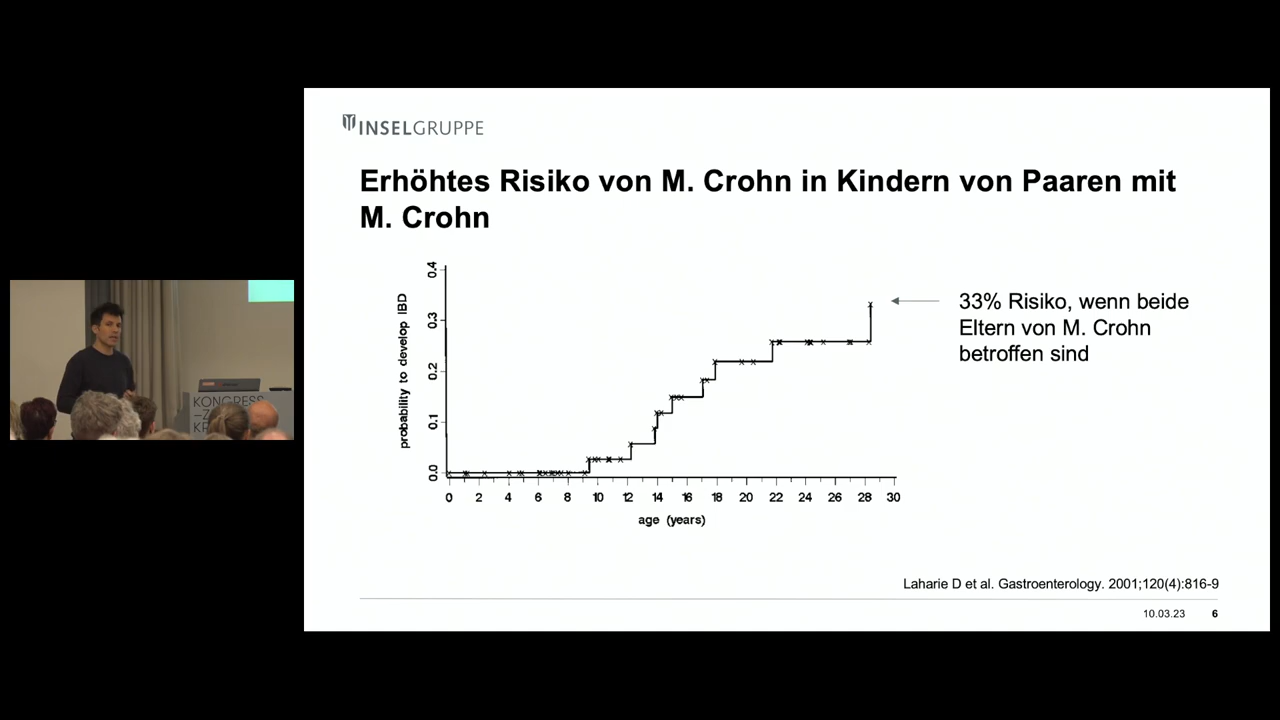 INSELGRUPPE
Erhöhtes Risiko von M. Crohn in Kindern von Paaren mit
M. Crohn
probability to develop IBD
0.4
0.3
0.2
0.1
0.0
0 2 4 6 8 10 12 14 16 18 20 22 24 26 28 30
age (years)
33% Risiko, wenn beide
Eltern von M. Crohn
betroffen sind
KONGRESS
Laharie D et al. Gastroenterology. 2001;120(4):816-9
10.03.23 6